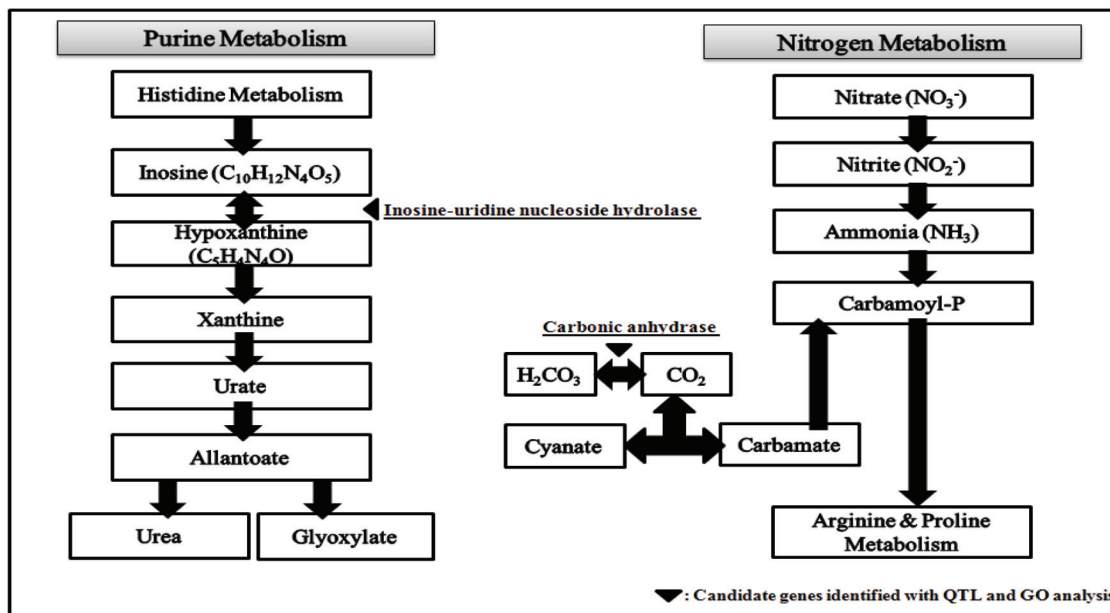 Purine Metabolism
Histidine Metabolism
Inosine (C₁₀H₁₂N₄O₅)
Inosine-uridine nucleoside hydrolase
Hypoxanthine
(C₅H₄N₄O)
Xanthine
Urate
Allantoate
Urea
Glyoxylate
Nitrogen Metabolism
Nitrate (NO₃⁻)
Nitrite (NO₂⁻)
Ammonia (NH₃)
Carbamoyl-P
Carbonic anhydrase
H₂CO₃
CO₂
Cyanate
Carbamate
Arginine & Proline
Metabolism
: Candidate genes identified with QTL and GO analysis